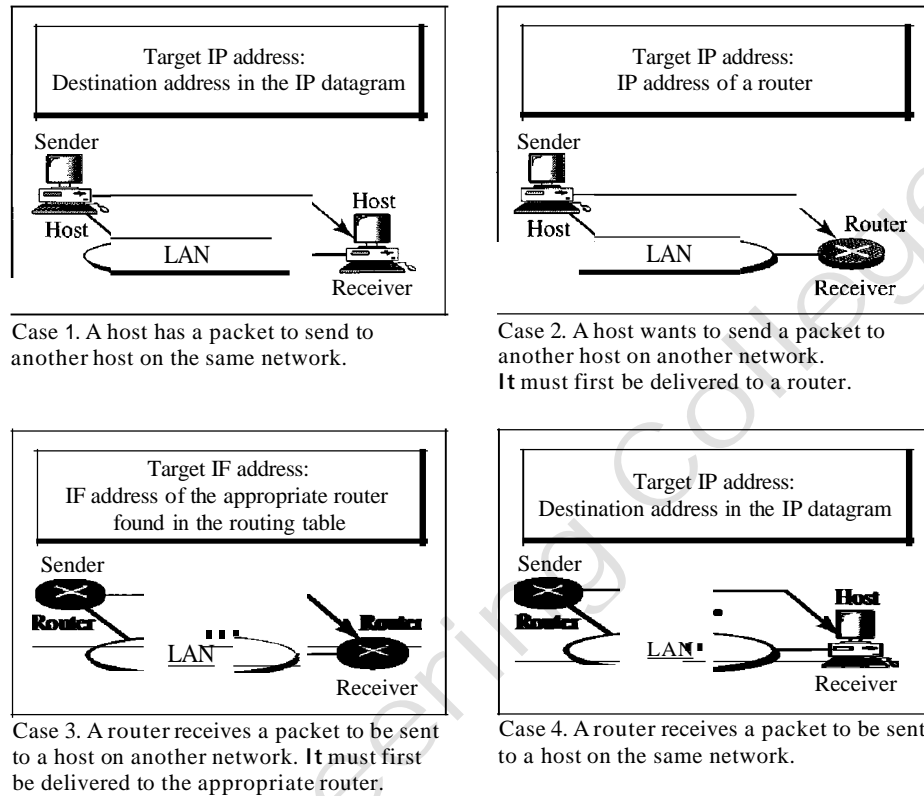 Target IP address:
Destination address in the IP datagram
Sender
Host
Host
LAN
Receiver
Case 1. A host has a packet to send to
another host on the same network.
Target IP address:
IP address of a router
Sender
Host
Router
LAN
Receiver
Case 2. A host wants to send a packet to
another host on another network.
It must first be delivered to a router.
Target IF address:
IF address of the appropriate router
found in the routing table
Sender
Router
Router
LAN
Receiver
Case 3. A router receives a packet to be sent
to a host on another network. It must first
be delivered to the appropriate router.
Target IP address:
Destination address in the IP datagram
Sender
Host
Router
LAN
Receiver
Case 4. A router receives a packet to be sent
to a host on the same network.
ering College